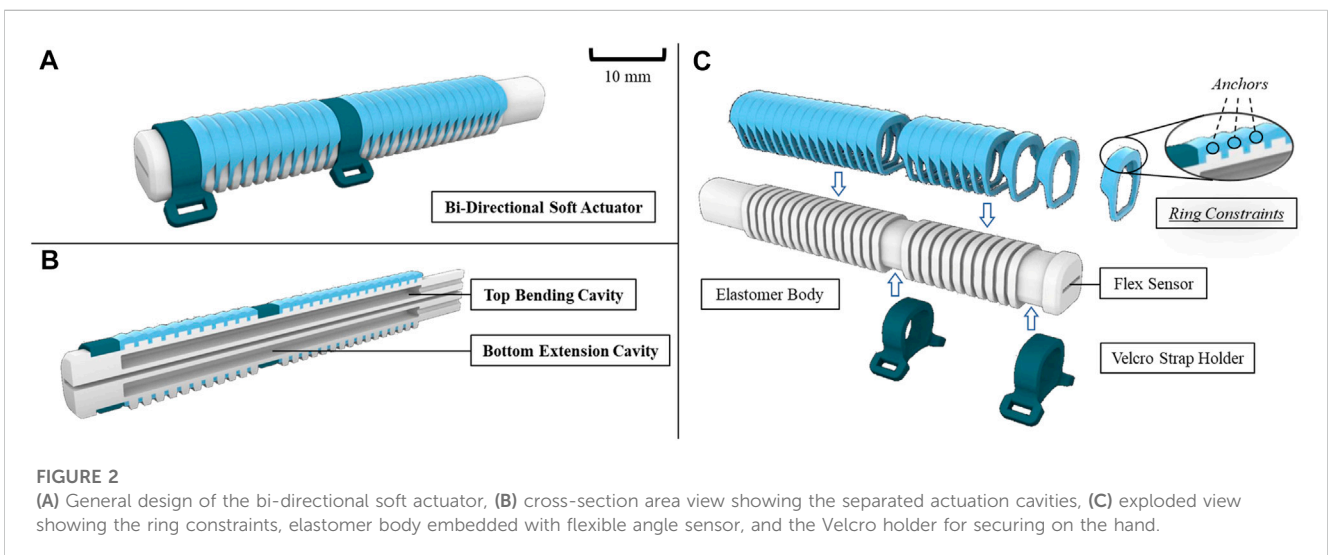 A
10 mm
Bi-Directional Soft Actuator
B
Top Bending Cavity
Bottom Extension Cavity
C
Anchors
Ring Constraints
Elastomer Body
Flex Sensor
Velcro Strap Holder
FIGURE 2
(A) General design of the bi-directional soft actuator, (B) cross-section area view showing the separated actuation cavities, (C) exploded view
showing the ring constraints, elastomer body embedded with flexible angle sensor, and the Velcro holder for securing on the hand.